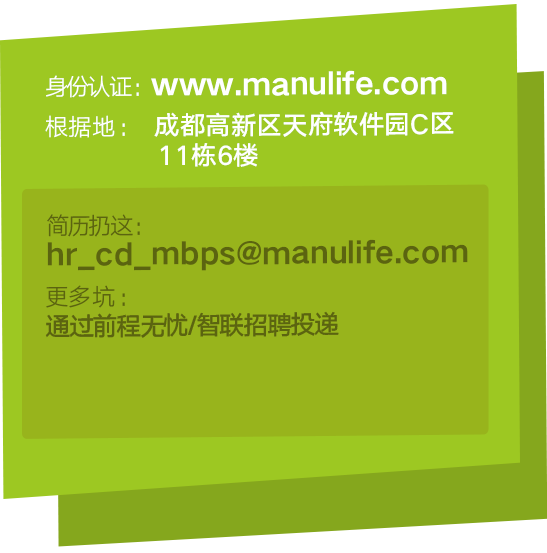 身份认证: www.manulife.com
根据地: 成都高新区天府软件园C区
11栋6楼
简历扔这:
hr_cd_mbps@manulife.com
更多坑:
通过前程无忧/智联招聘投递